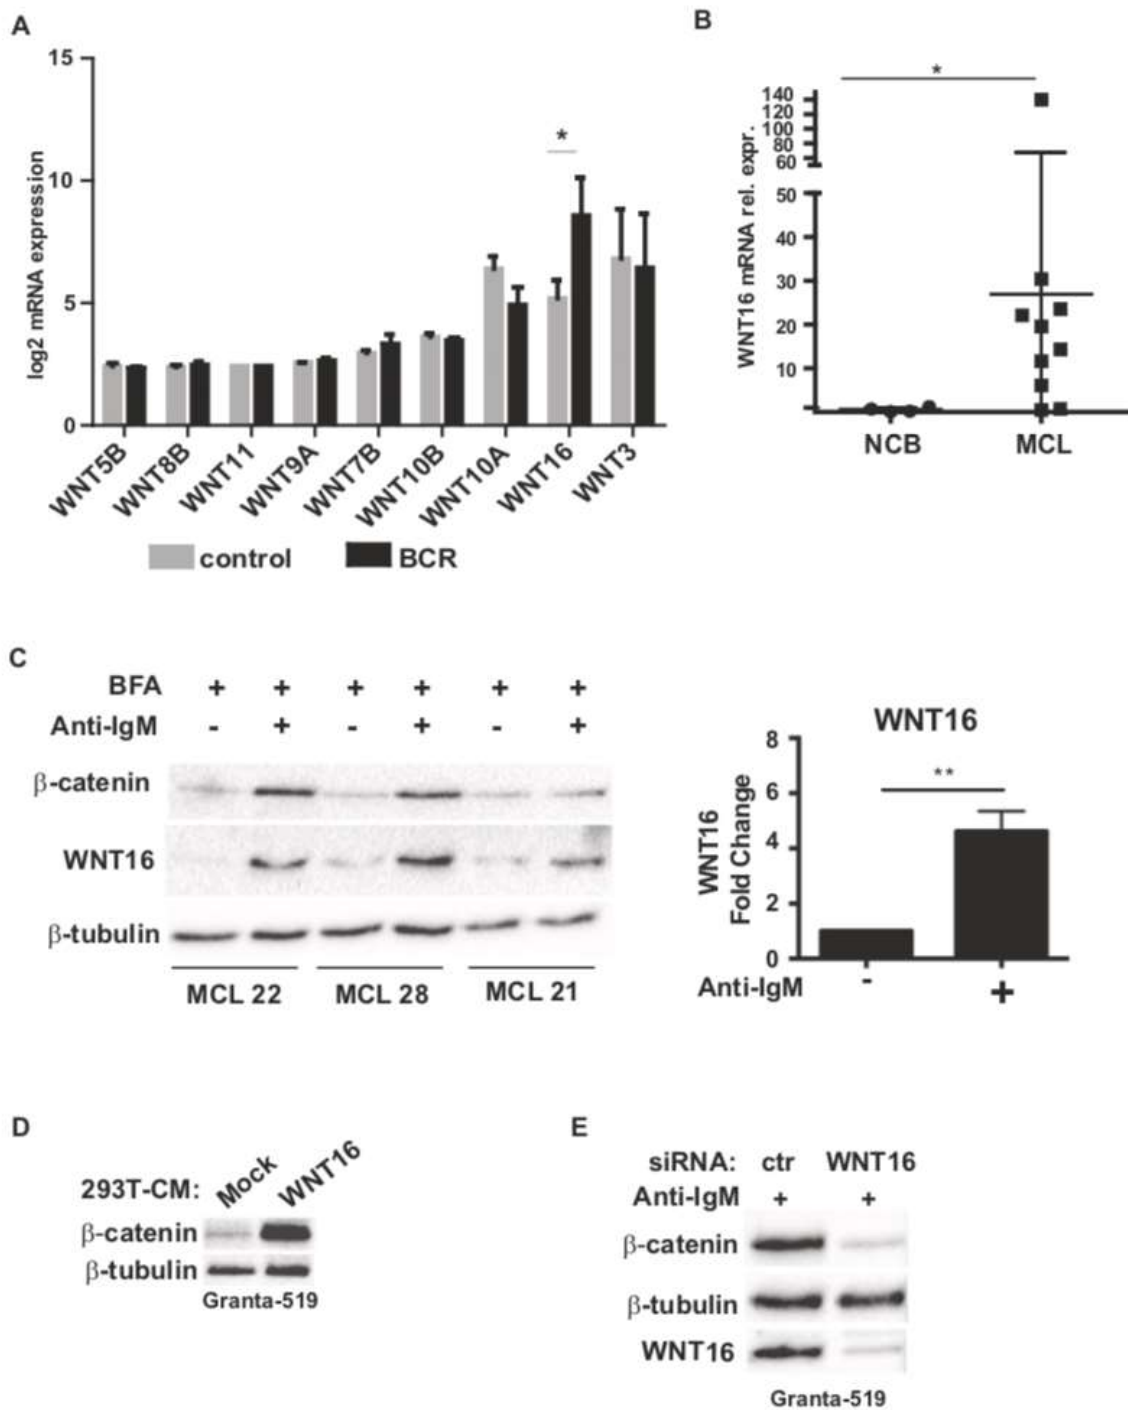 A
15
10
5
0
log2 mRNA expression
*
WNT5B
WNT8B
WNT11
WNT9A
WNT7B
WNT10B
WNT10A
WNT16
WNT3
control
BCR
B
*
140
120
100
80
60
50
40
30
20
10
WNT16 mRNA rel. expr.
NCB
MCL
C
BFA + + + + + +
Anti-IgM - + - + - +
β-catenin
WNT16
β-tubulin
MCL 22 MCL 28 MCL 21
WNT16
8
6
4
2
0
WNT16
Fold Change
**
Anti-IgM - +
D
293T-CM: Mock WNT16
β-catenin
β-tubulin
Granta-519
E
siRNA: ctr WNT16
Anti-IgM + +
β-catenin
β-tubulin
WNT16
Granta-519